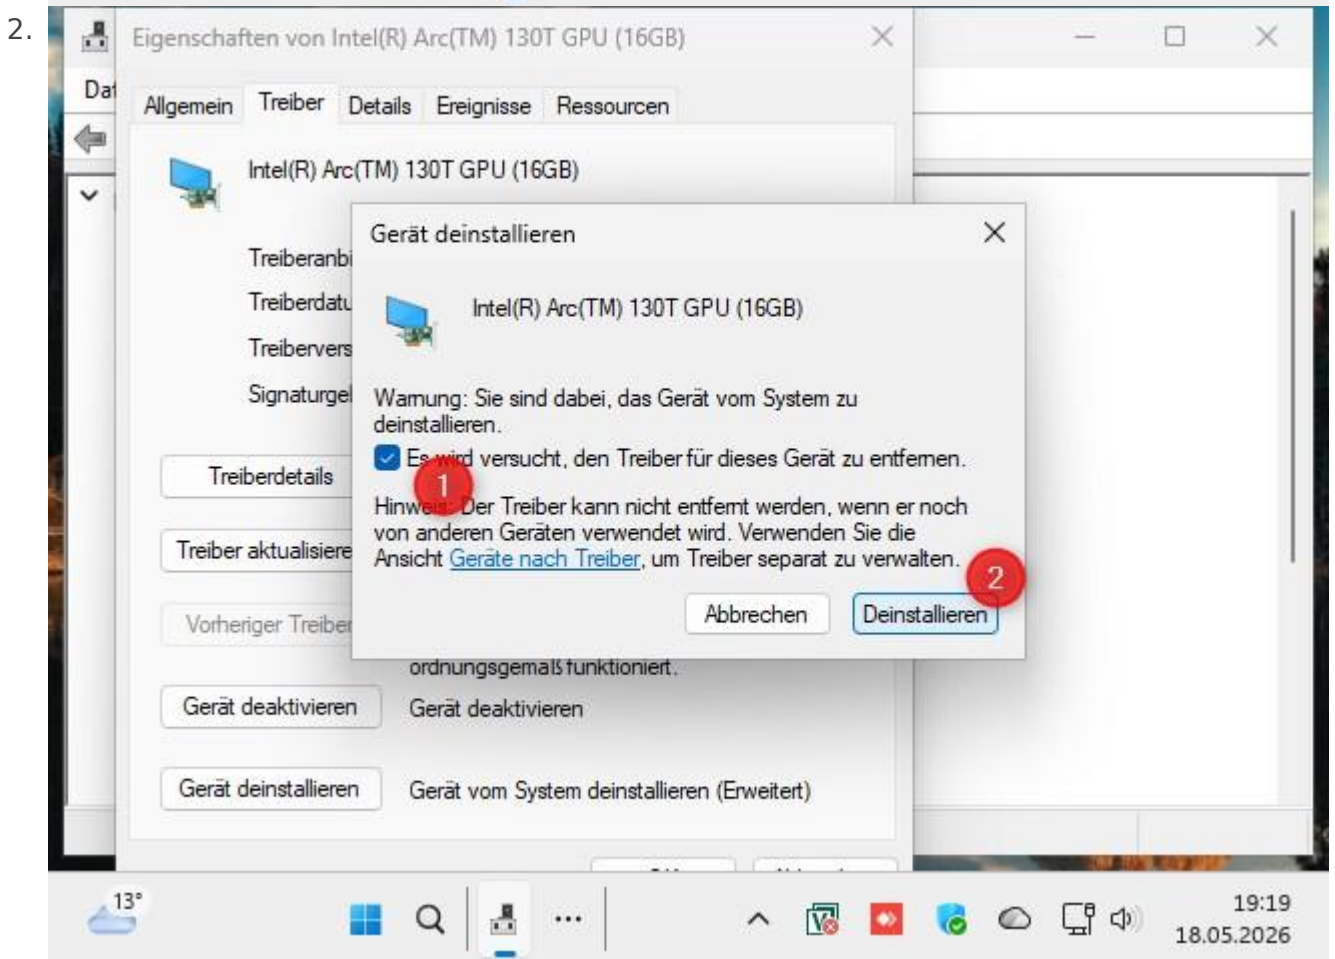 2.
Eigenschaften von Intel(R) Arc(TM) 130T GPU (16GB)
Allgemein Treiber Details Ereignisse Ressourcen
Intel(R) Arc(TM) 130T GPU (16GB)
Gerät deinstallieren
Intel(R) Arc(TM) 130T GPU (16GB)
Warnung: Sie sind dabei, das Gerät vom System zu
deinstallieren.
Es wird versucht, den Treiber für dieses Gerät zu entfernen.
1
Hinweis: Der Treiber kann nicht entfernt werden, wenn er noch
von anderen Geräten verwendet wird. Verwenden Sie die
Ansicht Geräte nach Treiber, um Treiber separat zu verwalten.
2
Abbrechen Deinstallieren
Treiberdetails
Vorheriger
ordnungsgemäß funktioniert.
Gerät deaktivieren Gerät deaktivieren
Gerät deinstallieren Gerät vom System deinstallieren (Erweitert)
13°
19:19
18.05.2026